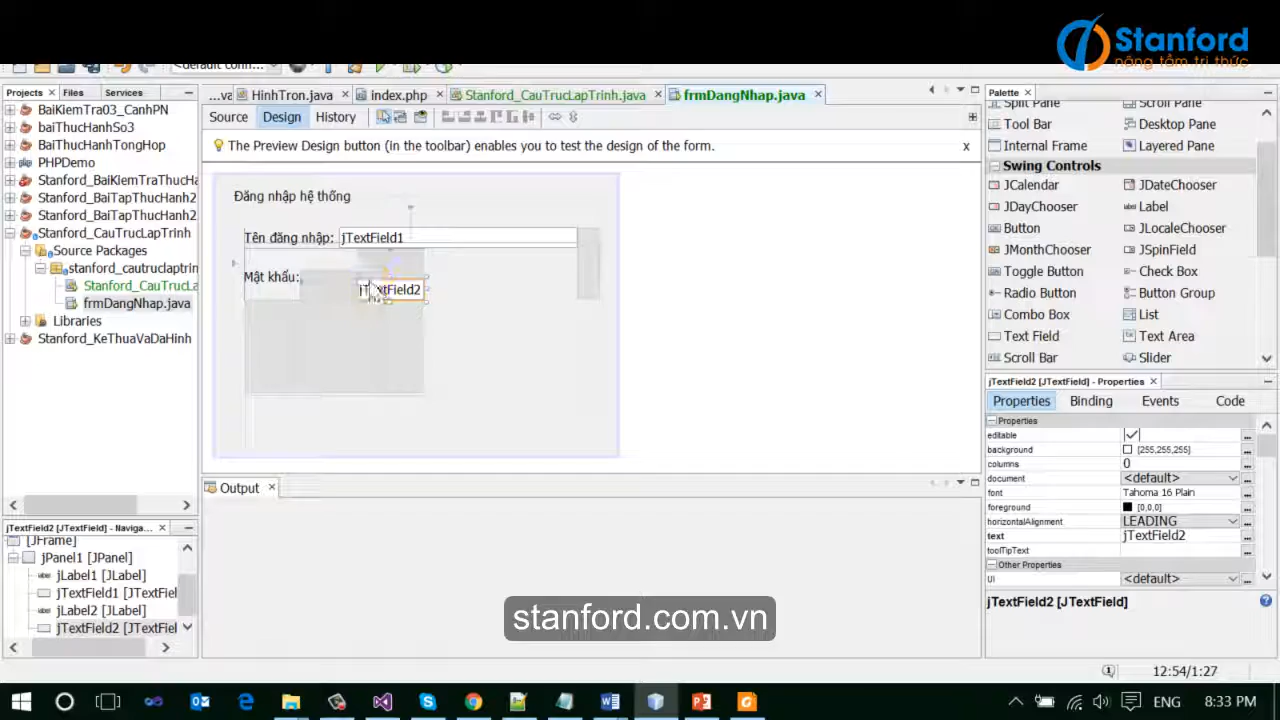 Stanford
nâng tầm tri thức
<default conn...
Projects
Files
Services
...va
HinhTron.java
index.php
Stanford_CauTrucLapTrinh.java
frmDangNhap.java
Palette
Source
Design
History
The Preview Design button (in the toolbar) enables you to test the design of the form.
x
BaiKiemTra03_CanhPN
baiThucHanhSo3
BaiThucHanhTongHop
PHPDemo
Stanford_BaiKiemTraThucHa
Stanford_BaiTapThucHanh2
Stanford_BaiTapThucHanh2.
Stanford_CauTrucLapTrinh
Source Packages
stanford_cautruclaptrin
Stanford_CauTrucLa
frmDangNhap.java
Libraries
Stanford_KeThuaVaDaHinh
Đăng nhập hệ thống
Tên đăng nhập:
jTextField1
Mật khẩu:
jTextField2
Split Pane
Scroll Pane
Tool Bar
Desktop Pane
Internal Frame
Layered Pane
Swing Controls
JCalendar
JDateChooser
JDayChooser
Label
Button
JLocaleChooser
JMonthChooser
JSpinField
Toggle Button
Check Box
Radio Button
Button Group
Combo Box
List
Text Field
Text Area
Scroll Bar
Slider
jTextField2 [JTextField] - Properties
Properties
Binding
Events
Code
Properties
editable
background
[255,255,255]
columns
0
document
<default>
font
Tahoma 16 Plain
foreground
[0,0,0]
horizontalAlignment
LEADING
text
jTextField2
toolTipText
Other Properties
UI
<default>
jTextField2 [JTextField]
Output
jTextField2 [JTextField] - Naviga...
[JFrame]
jPanel1 [JPanel]
jLabel1 [JLabel]
jTextField1 [JTextFiel
jLabel2 [JLabel]
jTextField2 [JTextFiel
stanford.com.vn
12:54/1:27
ENG
8:33 PM